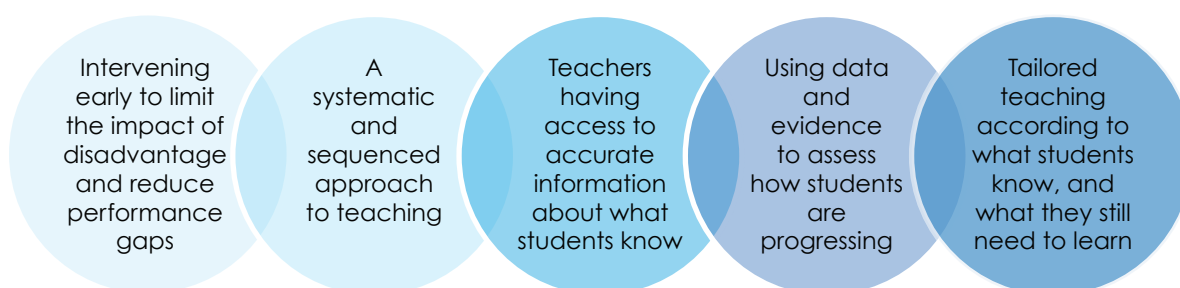 Intervening
early to limit
the impact of
disadvantage
and reduce
performance
gaps
A
systematic
and
sequenced
approach
to teaching
Teachers
having
access to
accurate
information
about what
students know
Using data
and
evidence
to assess
how students
are
progressing
Tailored
teaching
according to
what students
know, and
what they still
need to learn